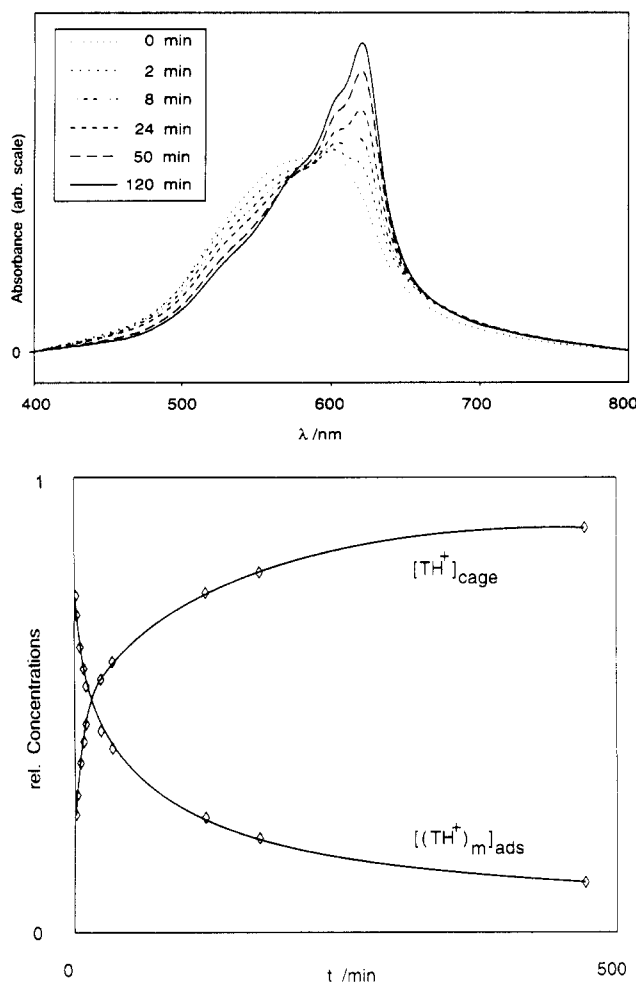 0 min
2 min
8 min
24 min
50 min
120 min
Absorbance (arb. scale)
0
400 500 600 700 800
λ /nm
1
[TH⁺]cage
rel. Concentrations
[(TH⁺)m]ads
0
0 500
t /min